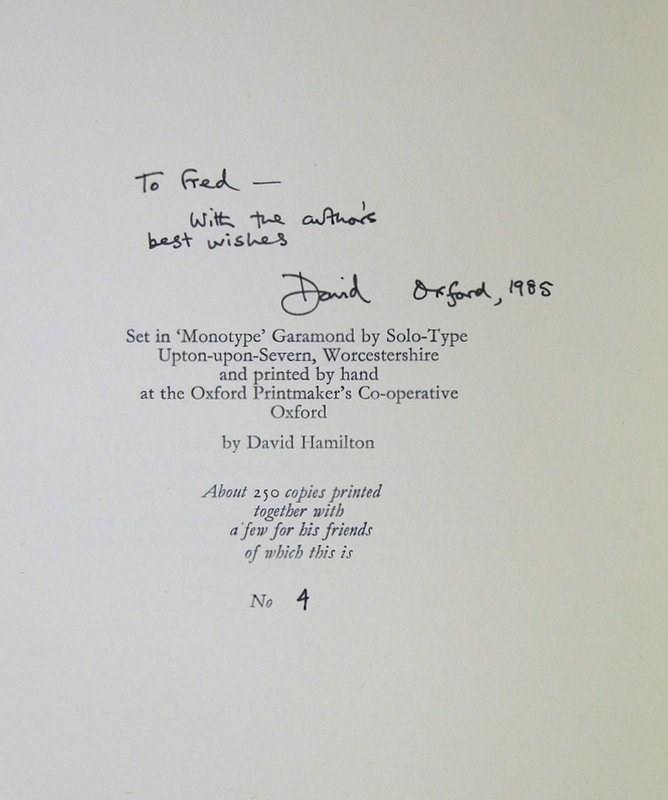 To Fred —
With the author's
best wishes
David Oxford, 1985
Set in ‘Monotype’ Garamond by Solo-Type
Upton-upon-Severn, Worcestershire
and printed by hand
at the Oxford Printmaker's Co-operative
Oxford
by David Hamilton
About 250 copies printed
together with
a few for his friends
of which this is
No 4